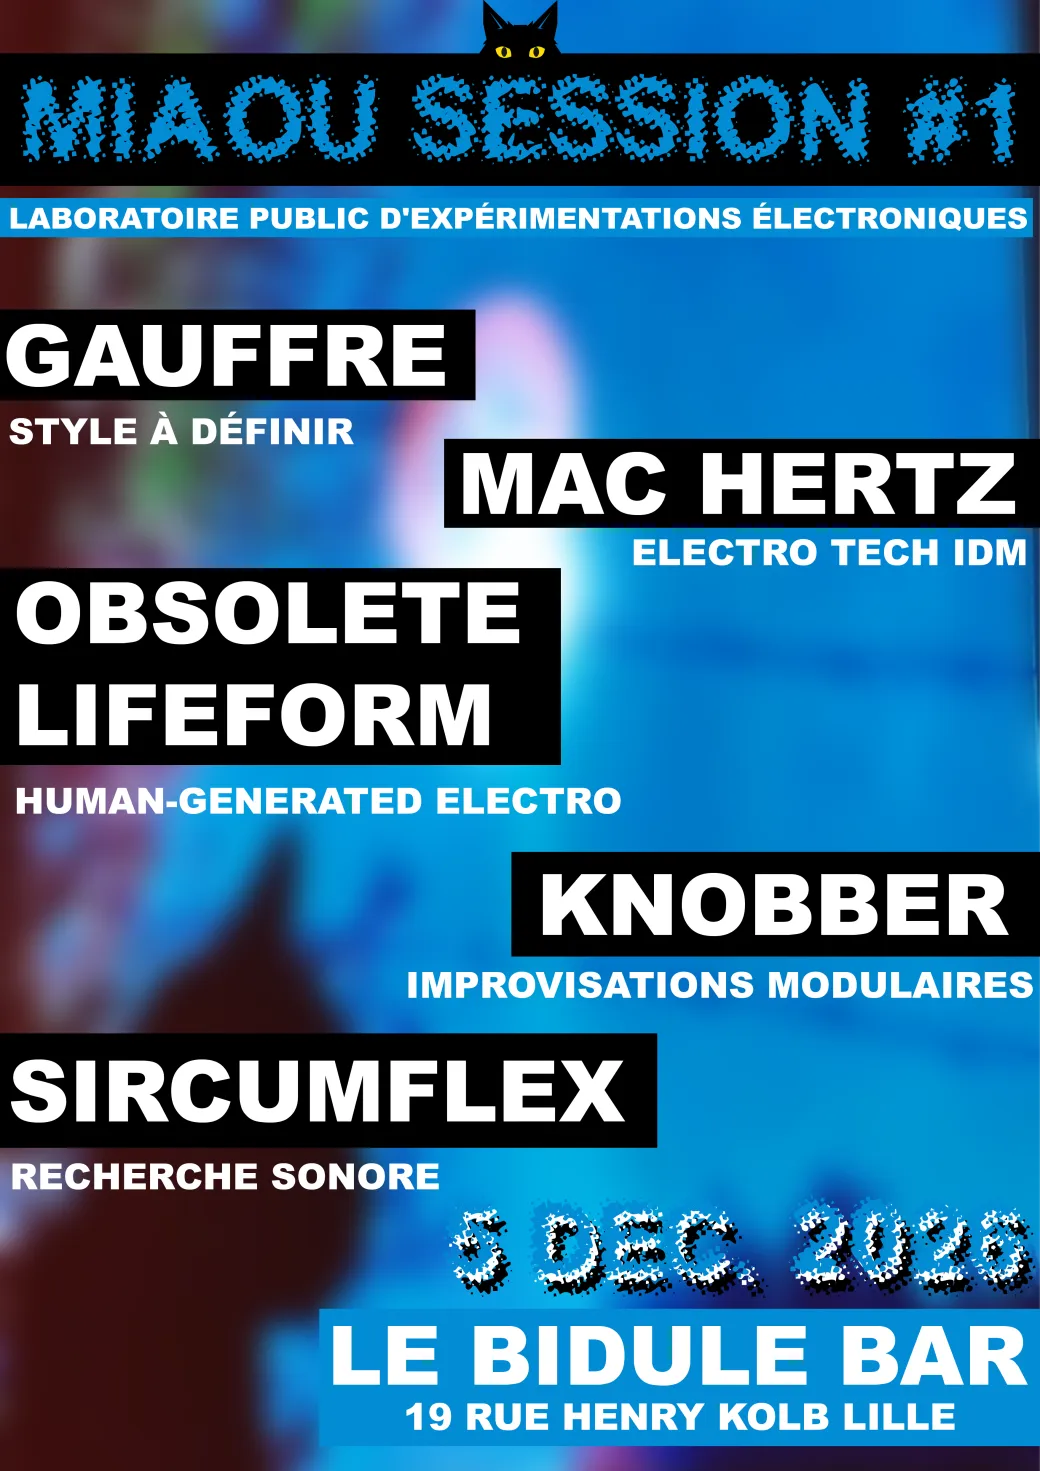 MIAOU SESSION #1
LABORATOIRE PUBLIC D'EXPÉRIMENTATIONS ÉLECTRONIQUES
GAUFFRE
STYLE À DÉFINIR
MAC HERTZ
ELECTRO TECH IDM
OBSOLETE
LIFEFORM
HUMAN-GENERATED ELECTRO
KNOBBER
IMPROVISATIONS MODULAIRES
SIRCUMFLEX
RECHERCHE SONORE
5 DEC. 2026
LE BIDULE BAR
19 RUE HENRY KOLB LILLE